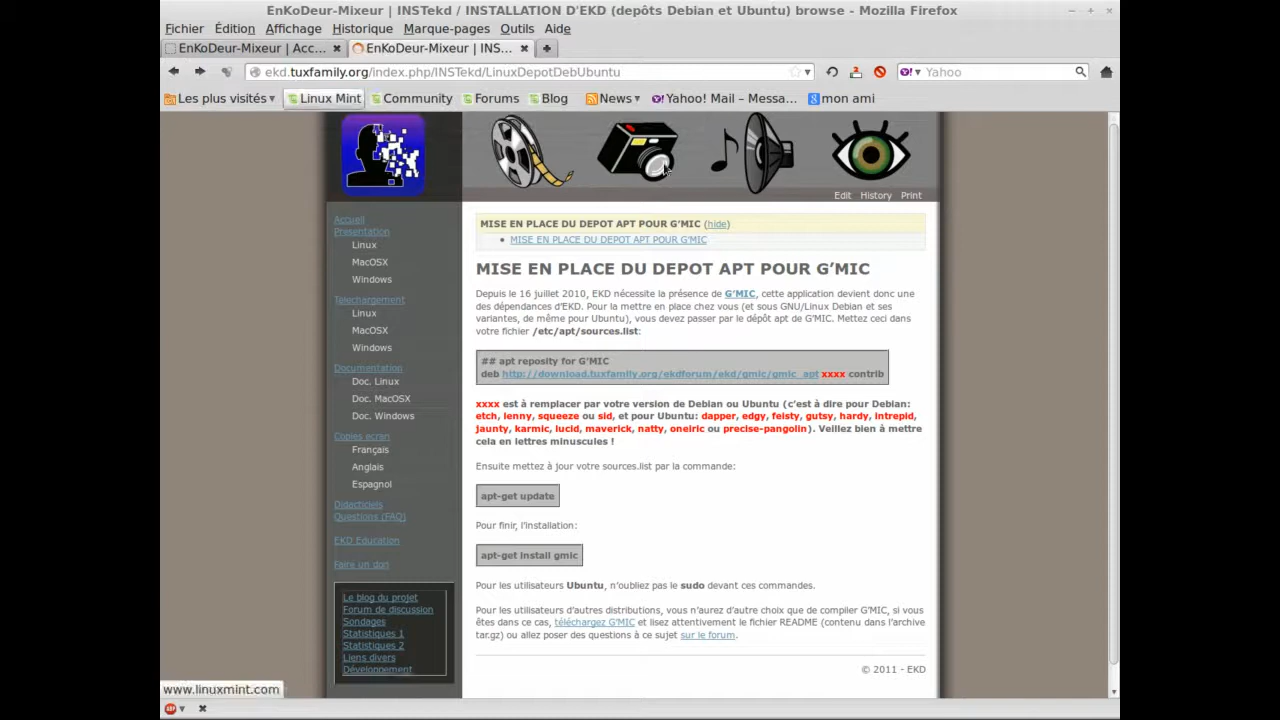 EnKoDeur-Mixeur | INSTekd / INSTALLATION D'EKD (depôts Debian et Ubuntu) browse - Mozilla Firefox
Fichier Édition Affichage Historique Marque-pages Outils Aide
EnKoDeur-Mixeur | Acc... EnKoDeur-Mixeur | INS...
ekd.tuxfamily.org/index.php/INSTekd/LinuxDepotDebUbuntu Yahoo
Les plus visités Linux Mint Community Forums Blog News Yahoo! Mail – Messa... mon ami
Edit History Print
Accueil
Presentation
Linux
MacOSX
Windows
Telechargement
Linux
MacOSX
Windows
Documentation
Doc. Linux
Doc. MacOSX
Doc. Windows
Copies ecran
Français
Anglais
Espagnol
Didacticiels
Questions (FAQ)
EKD Education
Faire un don
Le blog du projet
Forum de discussion
Sondages
Statistiques 1
Statistiques 2
Liens divers
Développement
MISE EN PLACE DU DEPOT APT POUR G'MIC (hide)
• MISE EN PLACE DU DEPOT APT POUR G'MIC
MISE EN PLACE DU DEPOT APT POUR G’MIC
Depuis le 16 juillet 2010, EKD nécessite la présence de G’MIC, cette application devient donc une
des dépendances d’EKD. Pour la mettre en place chez vous (et sous GNU/Linux Debian et ses
variantes, de même pour Ubuntu), vous devez passer par le dépôt apt de G’MIC. Mettez ceci dans
votre fichier /etc/apt/sources.list:
## apt reposity for G’MIC
deb http://download.tuxfamily.org/ekdforum/ekd/gmic/gmic_apt xxxx contrib
xxxx est à remplacer par votre version de Debian ou Ubuntu (c’est à dire pour Debian:
etch, lenny, squeeze ou sid, et pour Ubuntu: dapper, edgy, feisty, gutsy, hardy, intrepid,
jaunty, karmic, lucid, maverick, natty, oneiric ou precise-pangolin). Veillez bien à mettre
cela en lettres minuscules !
Ensuite mettez à jour votre sources.list par la commande:
apt-get update
Pour finir, l’installation:
apt-get install gmic
Pour les utilisateurs Ubuntu, n’oubliez pas le sudo devant ces commandes.
Pour les utilisateurs d’autres distributions, vous n’aurez d’autre choix que de compiler G’MIC, si vous
êtes dans ce cas, téléchargez G’MIC et lisez attentivement le fichier README (contenu dans l’archive
tar.gz) ou allez poser des questions à ce sujet sur le forum.
© 2011 - EKD
www.linuxmint.com